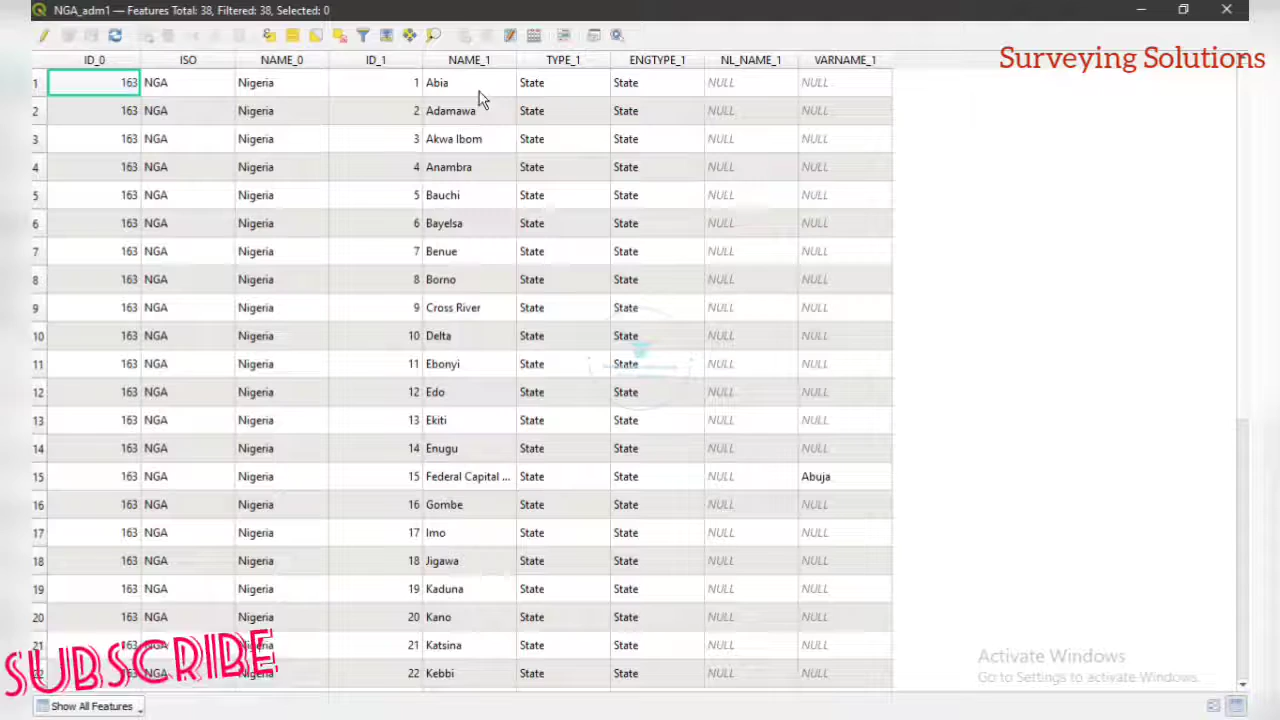 NGA_adm1 — Features Total: 38, Filtered: 38, Selected: 0
Surveying Solutions
ID_0 ISO NAME_0 ID_1 NAME_1 TYPE_1 ENGTYPE_1 NL_NAME_1 VARNAME_1
1 163 NGA Nigeria 1 Abia State State NULL NULL
2 163 NGA Nigeria 2 Adamawa State State NULL NULL
3 163 NGA Nigeria 3 Akwa Ibom State State NULL NULL
4 163 NGA Nigeria 4 Anambra State State NULL NULL
5 163 NGA Nigeria 5 Bauchi State State NULL NULL
6 163 NGA Nigeria 6 Bayelsa State State NULL NULL
7 163 NGA Nigeria 7 Benue State State NULL NULL
8 163 NGA Nigeria 8 Borno State State NULL NULL
9 163 NGA Nigeria 9 Cross River State State NULL NULL
10 163 NGA Nigeria 10 Delta State State NULL NULL
11 163 NGA Nigeria 11 Ebonyi State State NULL NULL
12 163 NGA Nigeria 12 Edo State State NULL NULL
13 163 NGA Nigeria 13 Ekiti State State NULL NULL
14 163 NGA Nigeria 14 Enugu State State NULL NULL
15 163 NGA Nigeria 15 Federal Capital ... State State NULL Abuja
16 163 NGA Nigeria 16 Gombe State State NULL NULL
17 163 NGA Nigeria 17 Imo State State NULL NULL
18 163 NGA Nigeria 18 Jigawa State State NULL NULL
19 163 NGA Nigeria 19 Kaduna State State NULL NULL
20 163 NGA Nigeria 20 Kano State State NULL NULL
21 163 NGA Nigeria 21 Katsina State State NULL NULL
22 163 NGA Nigeria 22 Kebbi State State NULL NULL
SUBSCRIBE
Activate Windows
Go to Settings to activate Windows.
Show All Features